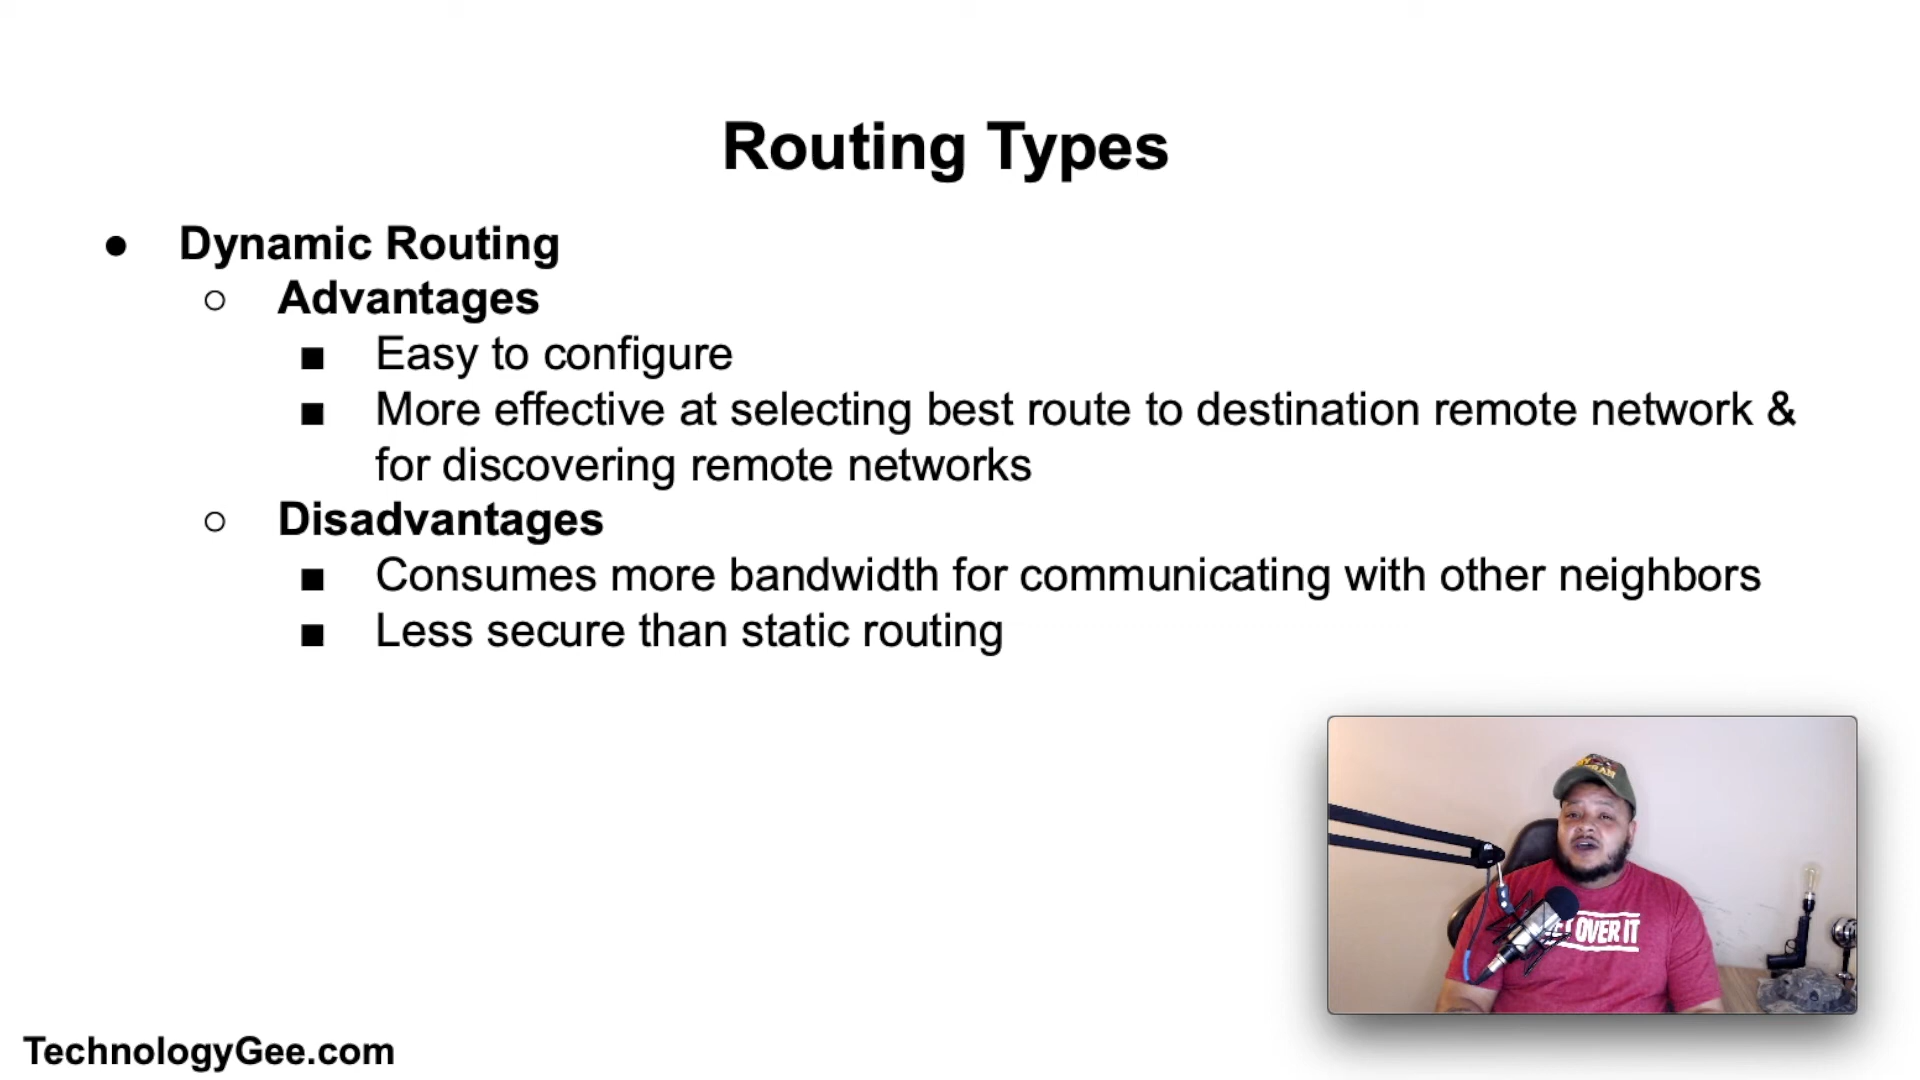 Routing Types
● Dynamic Routing
○ Advantages
■ Easy to configure
■ More effective at selecting best route to destination remote network &
for discovering remote networks
○ Disadvantages
■ Consumes more bandwidth for communicating with other neighbors
■ Less secure than static routing
OVER IT
TechnologyGee.com